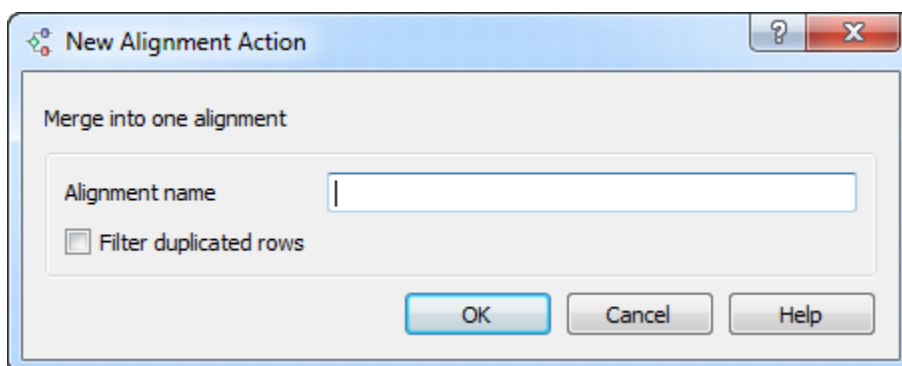 New Alignment Action
?
X
Merge into one alignment
Alignment name
Filter duplicated rows
OK Cancel Help